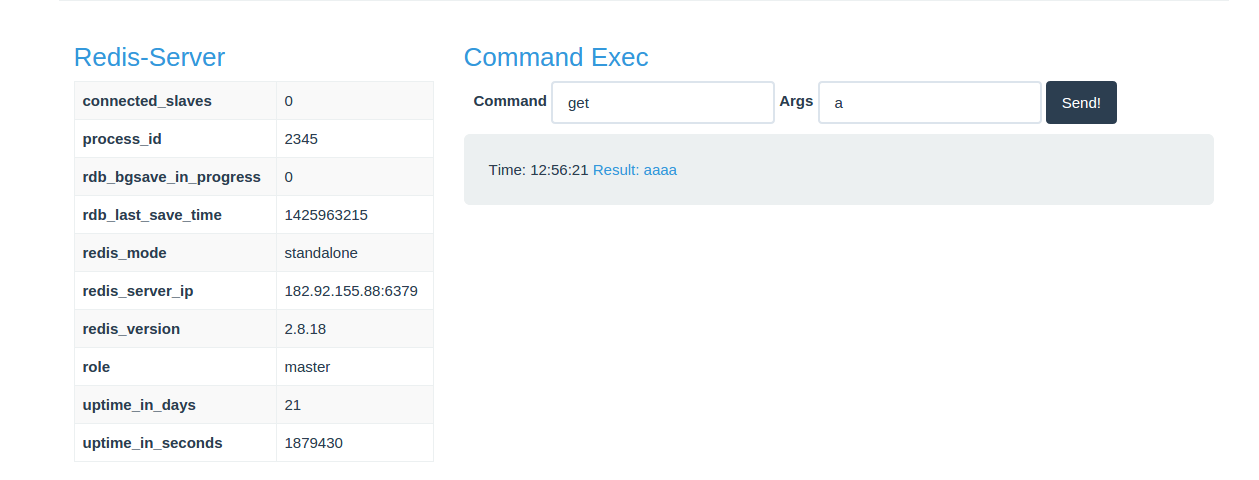 Redis-Server
connected_slaves 0
process_id 2345
rdb_bgsave_in_progress 0
rdb_last_save_time 1425963215
redis_mode standalone
redis_server_ip 182.92.155.88:6379
redis_version 2.8.18
role master
uptime_in_days 21
uptime_in_seconds 1879430
Command Exec
Command get Args a Send!
Time: 12:56:21 Result: aaaa